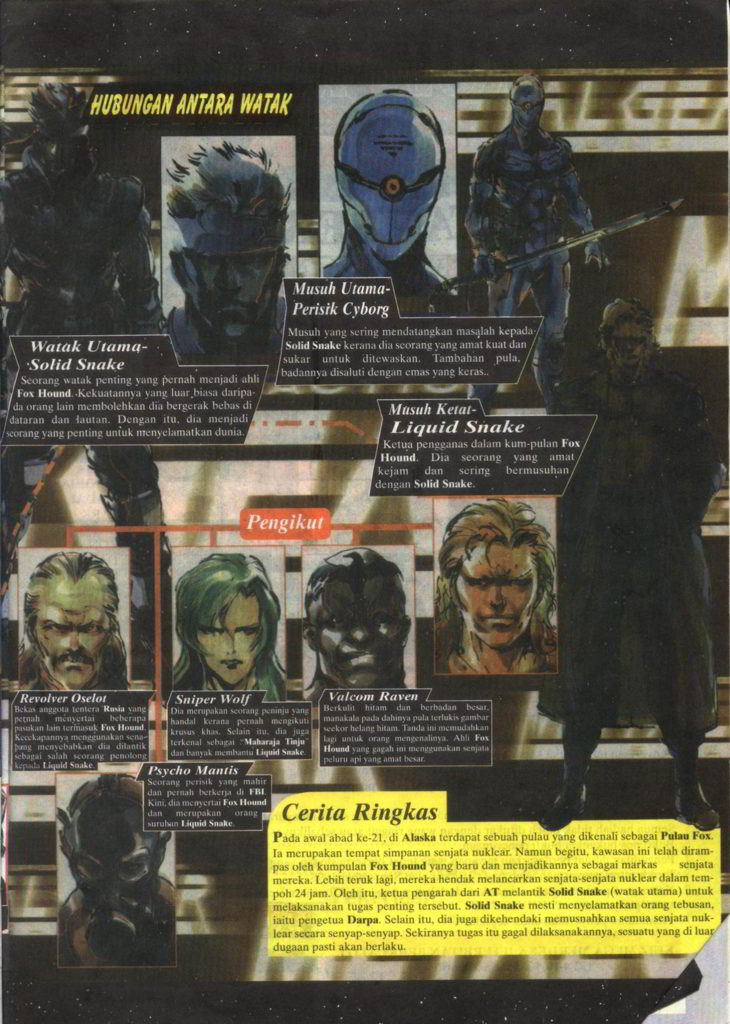 HUBUNGAN ANTARA WATAK
Musuh Utama-
Perisik Cyborg
Musuh yang sering mendatangkan masalah kepada
Solid Snake kerana dia seorang yang amat kuat dan
sukar untuk ditewaskan. Tambahan pula,
badannya disaluti dengan emas yang keras..
Watak Utama-
Solid Snake
Seorang watak penting yang pernah menjadi ahli
Fox Hound. Kekuatannya yang luar biasa daripa-
da orang lain membolehkan dia bergerak bebas di
dataran dan lautan. Dengan itu, dia menjadi
seorang yang penting untuk menyelamatkan dunia.
Musuh Ketat-
Liquid Snake
Ketua pengganas dalam kum-pulan Fox
Hound. Dia seorang yang amat
kejam dan sering bermusuhan
dengan Solid Snake.
Pengikut
Revolver Oselot
Bekas anggota tentera Rusia yang
pernah menyertai beberapa
pasukan lain termasuk Fox Hound.
Kecekapannya menggunakan sena-
pang menyebabkan dia dilantik
sebagai salah seorang penolong
kepada Liquid Snake.
Sniper Wolf
Dia merupakan seorang peninju yang
handal kerana pernah mengikuti
krusus khas. Selain itu, dia juga
terkenal sebagai "Maharaja Tinju"
dan banyak membantu Liquid Snake.
Valcom Raven
Berkulit hitam dan berbadan besar,
manakala pada dahinya pula terlukis gambar
seekor helang hitam. Tanda ini memudahkan
lagi untuk orang mengenalinya. Ahli Fox
Hound yang gagah ini menggunakan senjata
peluru api yang amat besar.
Psycho Mantis
Seorang perisik yang mahir
dan pernah berkerja di FBI.
Kini, dia menyertai Fox Hound
dan merupakan orang
suruhan Liquid Snake.
Cerita Ringkas
Pada awal abad ke-21, di Alaska terdapat sebuah pulau yang dikenali sebagai Pulau Fox.
Ia merupakan tempat simpanan senjata nuklear. Namun begitu, kawasan ini telah diram-
pas oleh kumpulan Fox Hound yang baru dan menjadikannya sebagai markas senjata
mereka. Lebih teruk lagi, mereka hendak melancarkan senjata-senjata nuklear dalam tem-
poh 24 jam. Oleh itu, ketua pengarah dari AT melantik Solid Snake (watak utama) untuk
melaksanakan tugas penting tersebut. Solid Snake mesti menyelamatkan orang tebusan,
iaitu pengetua Darpa. Selain itu, dia juga dikehendaki memusnahkan semua senjata nuk-
lear secara senyap-senyap. Sekiranya tugas itu gagal dilaksanakannya, sesuatu yang di luar
dugaan pasti akan berlaku.